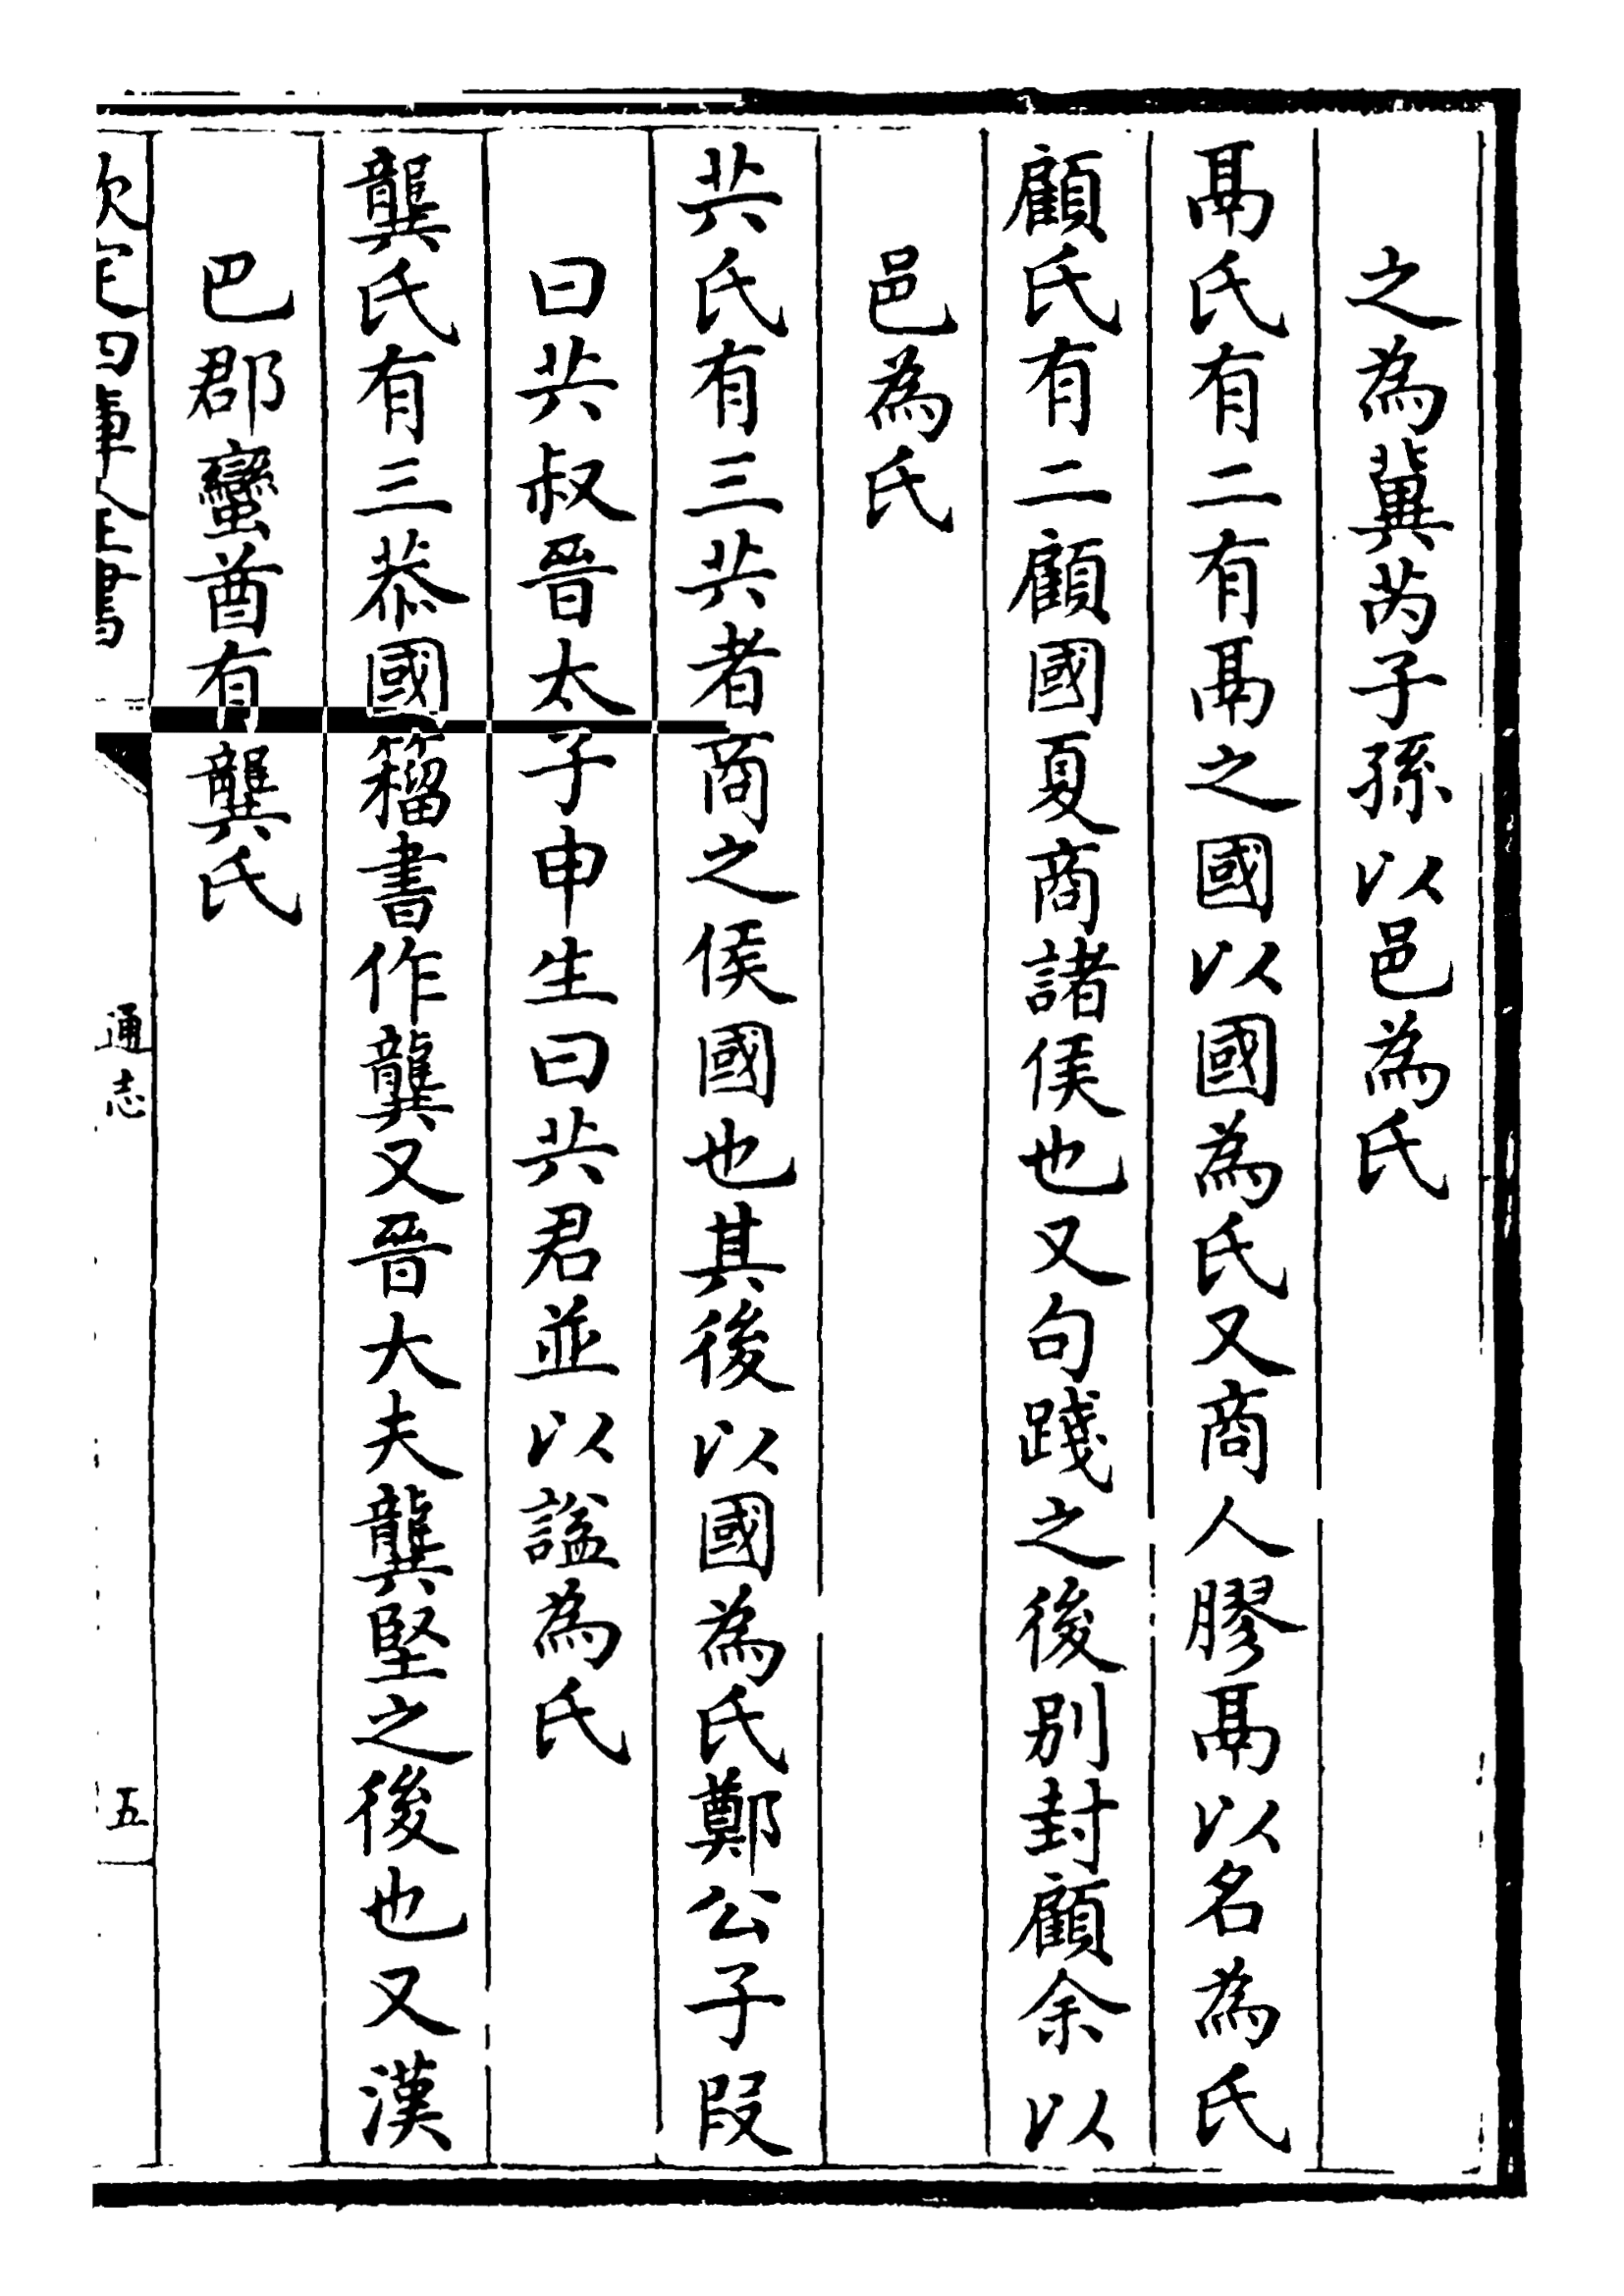 之為冀芮子孫以邑為氏
鬲氏有二有鬲之國以國為氏又商人膠鬲以名為氏
顧氏有二顧國夏商諸侯也又句踐之後别封顧余以
邑為氏
共氏有三共者商之侯國也其後以國為氏鄭公子段
曰共叔晉太子申生曰共君並以謚為氏
龔氏有三恭國籀書作龔又晉大夫龔堅之後也又漢
巴郡蠻酋有龔氏
欽定四庫全書
通志
五